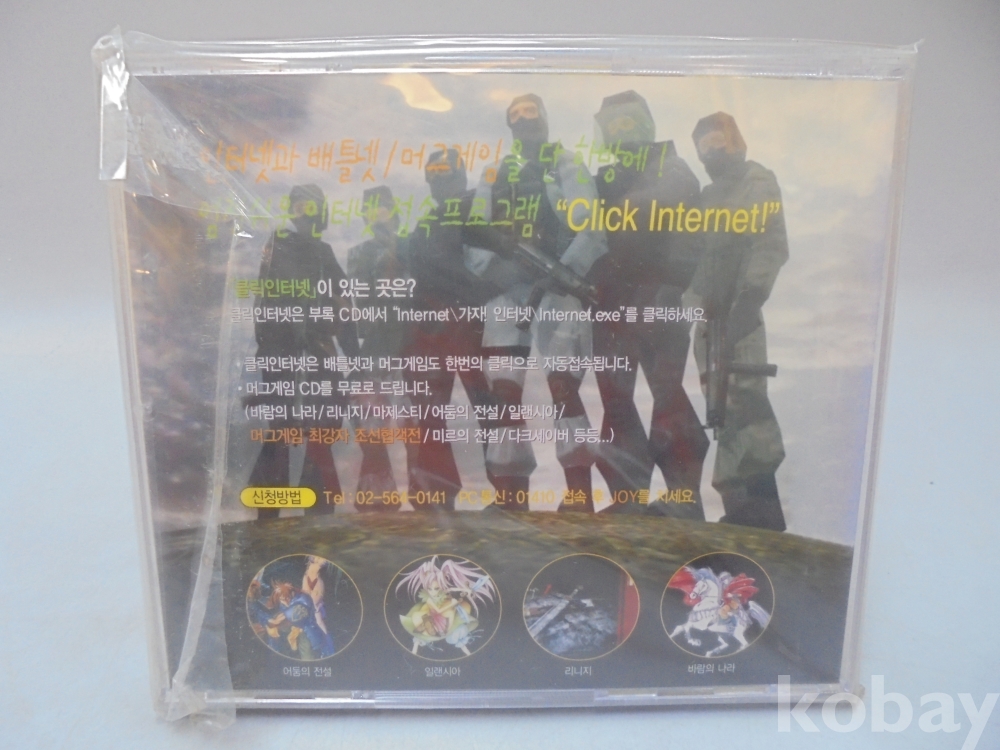 인터넷과 배틀넷/머그게임을 단 한방에!
인터넷 접속프로그램 "Click Internet!"
「클릭인터넷」이 있는 곳은?
클릭인터넷은 부록 CD에서 "Internet\가자! 인터넷\Internet.exe"를 클릭하세요.
• 클릭인터넷은 배틀넷과 머그게임도 한번의 클릭으로 자동접속됩니다.
• 머그게임 CD를 무료로 드립니다.
(바람의 나라/리니지/마제스티/어둠의 전설/일랜시아/
머그게임 최강자 조선협객전/미르의 전설/다크세이버 등등...)
신청방법 Tel : 02-564-0141 PC통신 : 01410 접속 후 JOY를 치세요.
어둠의 전설
일랜시아
리니지
바람의 나라
kobay